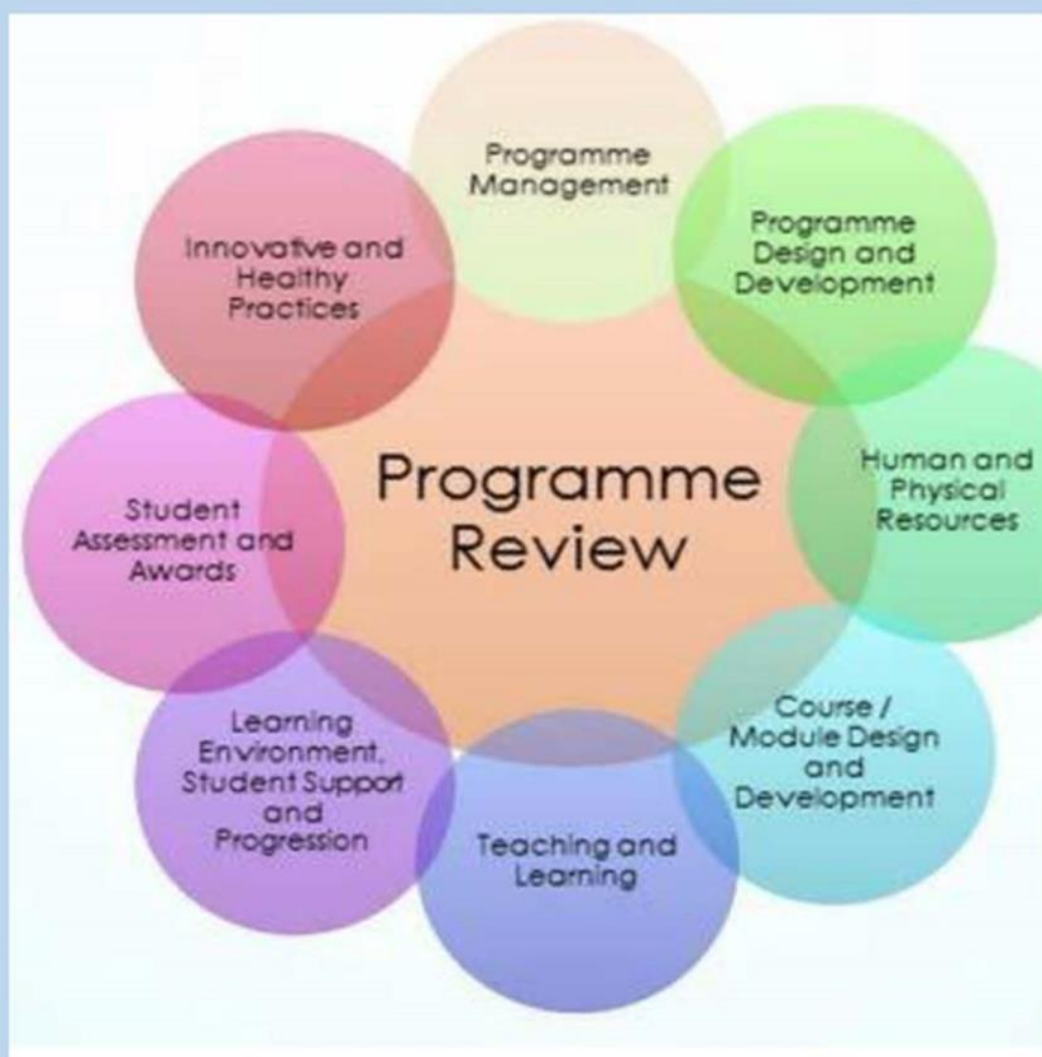 Programme
Management
Programme
Design and
Development
Human and
Physical
Resources
Course /
Module Design
and
Development
Teaching and
Learning
Learning
Environment,
Student Support
and
Progression
Student
Assessment and
Awards
Innovative and
Healthy
Practices
Programme
Review